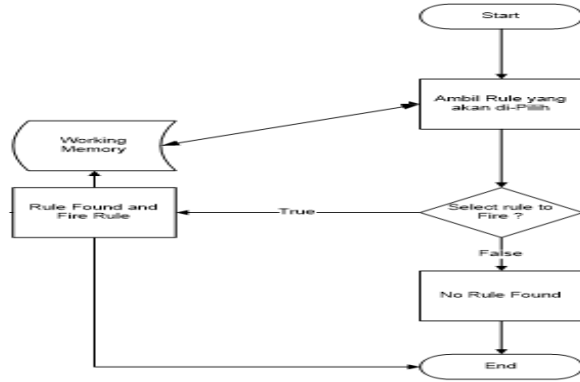 Start
Ambil Rule yang
akan di-Pilih
Working
Memory
Rule Found and
Fire Rule
True
Select rule to
Fire ?
False
No Rule Found
End